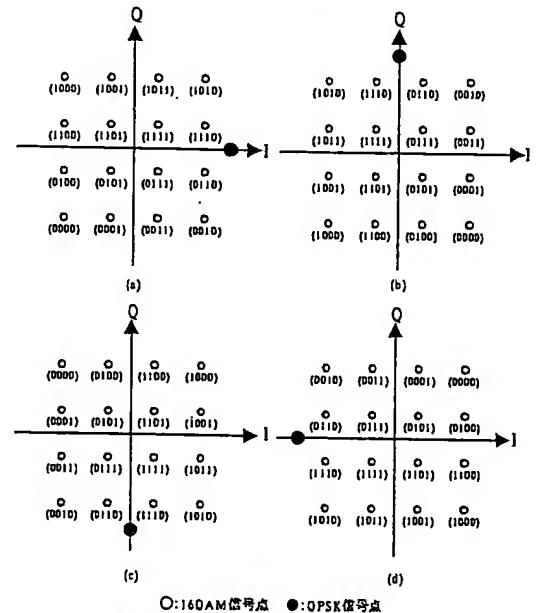 Q
(1000) (1001) (1011) (1010)
(1100) (1101) (1111) (1110)
I
(0100) (0101) (0111) (0110)
(0000) (0001) (0011) (0010)
(a)
Q
(1010) (1110) (0110) (0010)
(1011) (1111) (0111) (0011)
I
(1001) (1101) (0101) (0001)
(1000) (1100) (0100) (0000)
(b)
Q
(0000) (0100) (1100) (1000)
(0001) (0101) (1101) (1001)
I
(0011) (0111) (1111) (1011)
(0010) (0110) (1110) (1010)
(c)
Q
(0010) (0011) (0001) (0000)
(0110) (0111) (0101) (0100)
I
(1110) (1111) (1101) (1100)
(1010) (1011) (1001) (1000)
(d)
○:16QAM信号点 ●:QPSK信号点